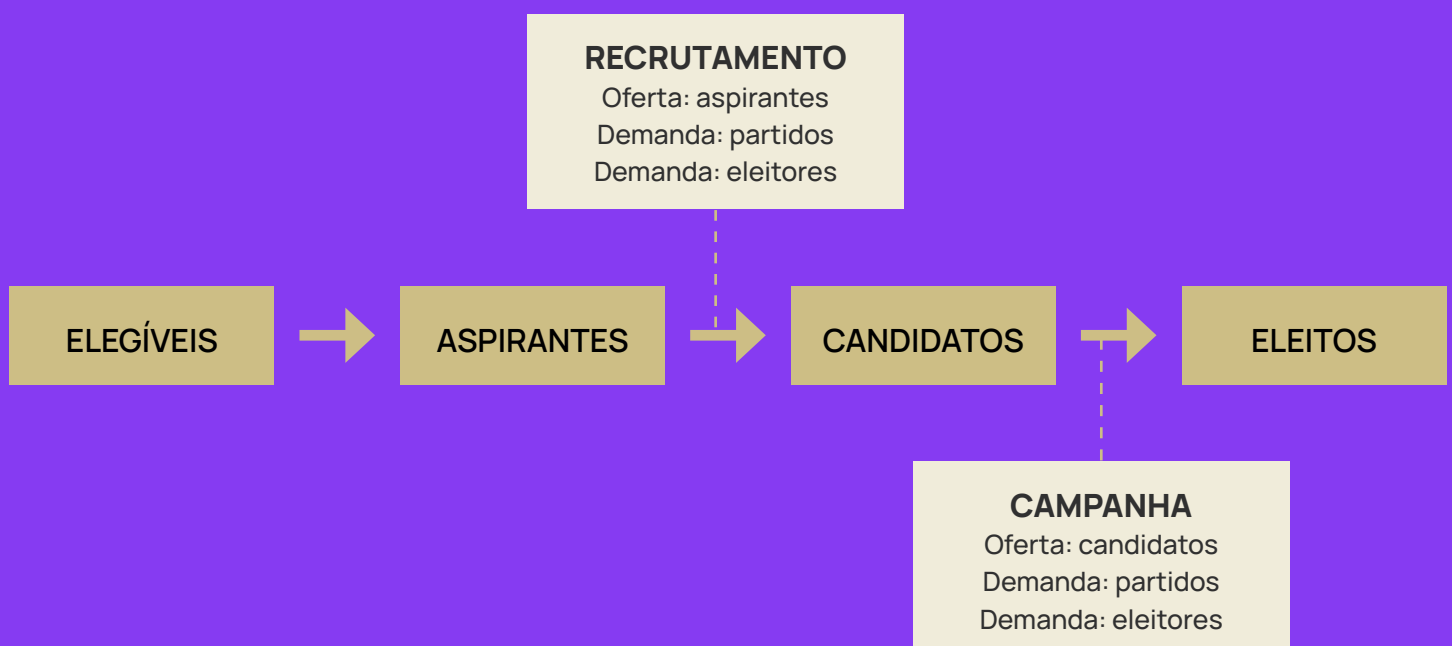 RECRUTAMENTO
Oferta: aspirantes
Demanda: partidos
Demanda: eleitores
ELEGÍVEIS
ASPIRANTES
CANDIDATOS
ELEITOS
CAMPANHA
Oferta: candidatos
Demanda: partidos
Demanda: eleitores